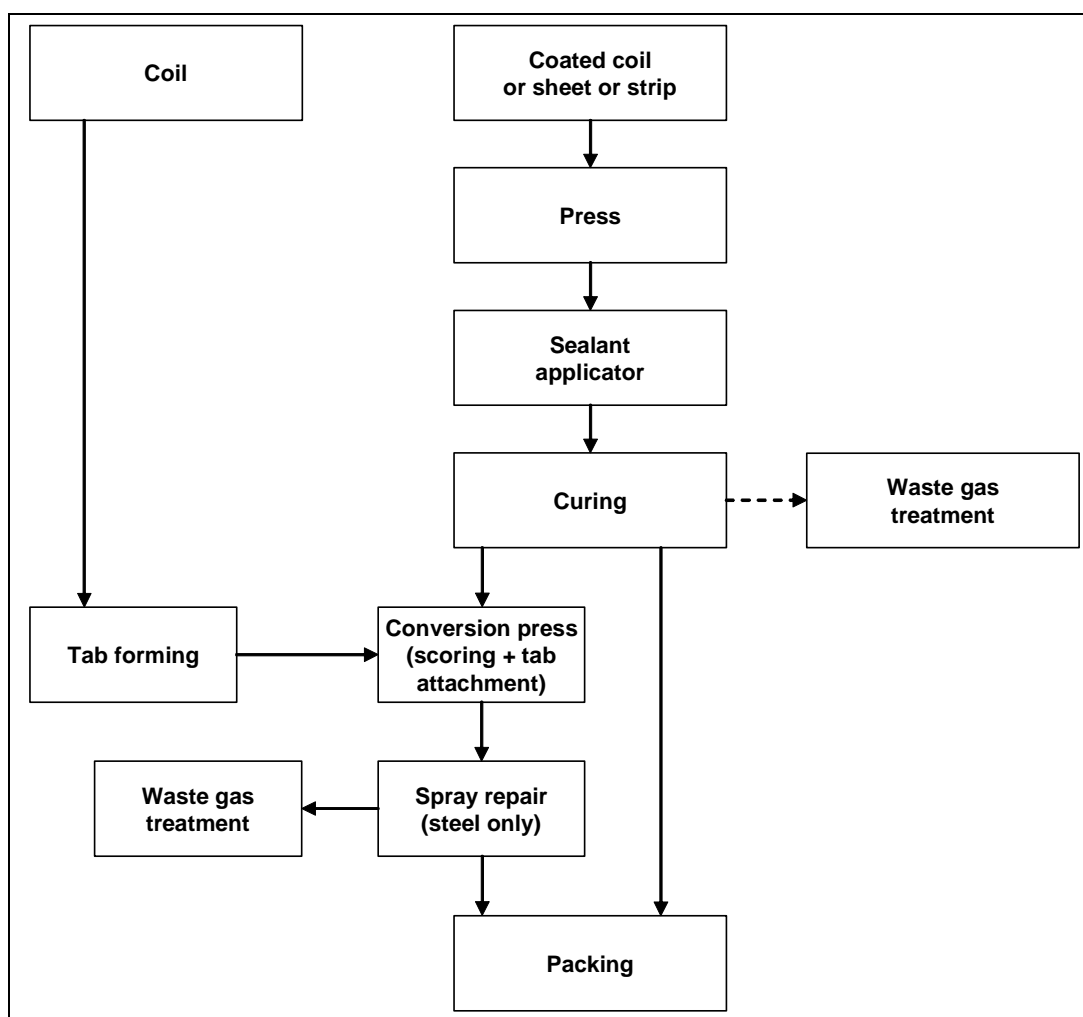 Coil
Coated coil
or sheet or strip
Press
Sealant
applicator
Curing
Waste gas
treatment
Tab forming
Conversion press
(scoring + tab
attachment)
Waste gas
treatment
Spray repair
(steel only)
Packing